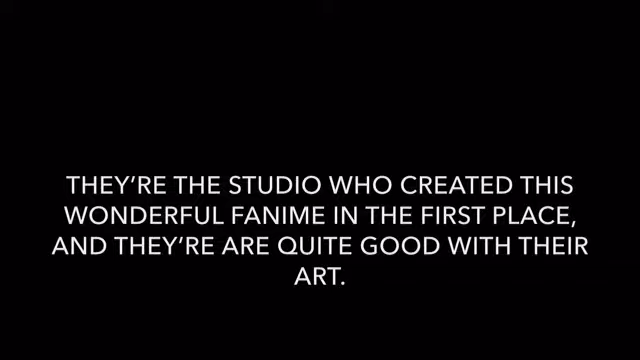 THEY’RE THE STUDIO WHO CREATED THIS
WONDERFUL FANIME IN THE FIRST PLACE,
AND THEY’RE ARE QUITE GOOD WITH THEIR
ART.